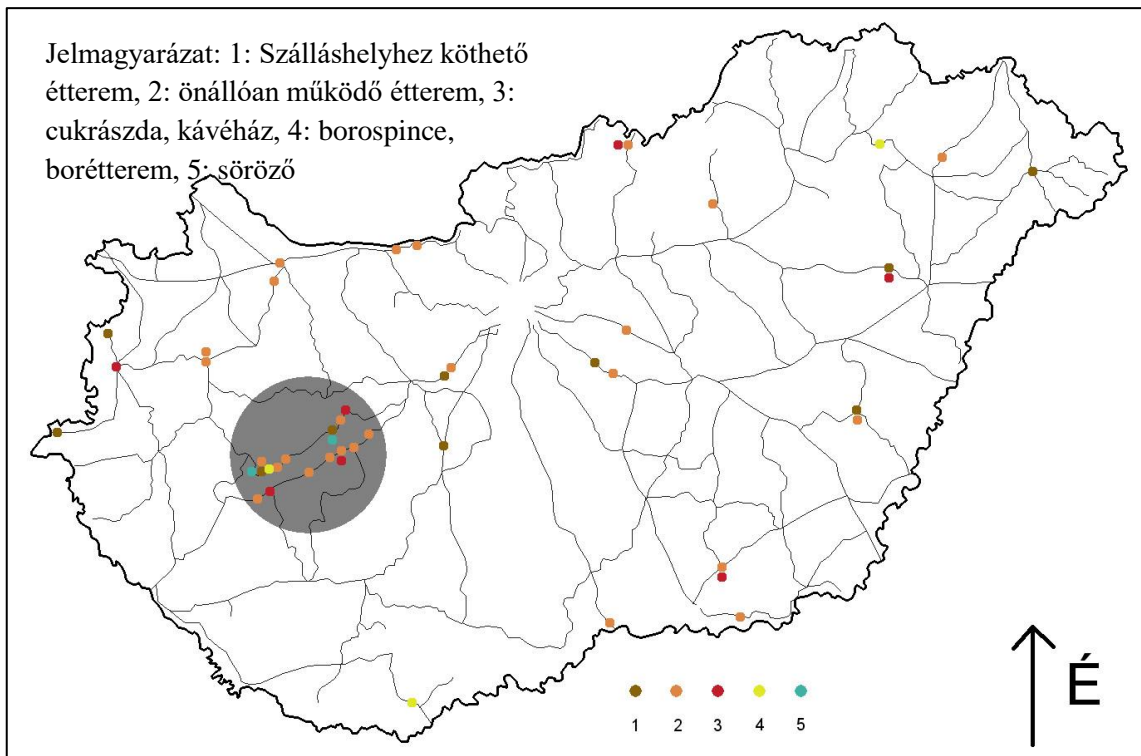 Jelmagyarázat: 1: Szálláshelyhez köthető
étterem, 2: önállóan működő étterem, 3:
cukrászda, kávéház, 4: borospince,
borétterem, 5: söröző
É
1 2 3 4 5